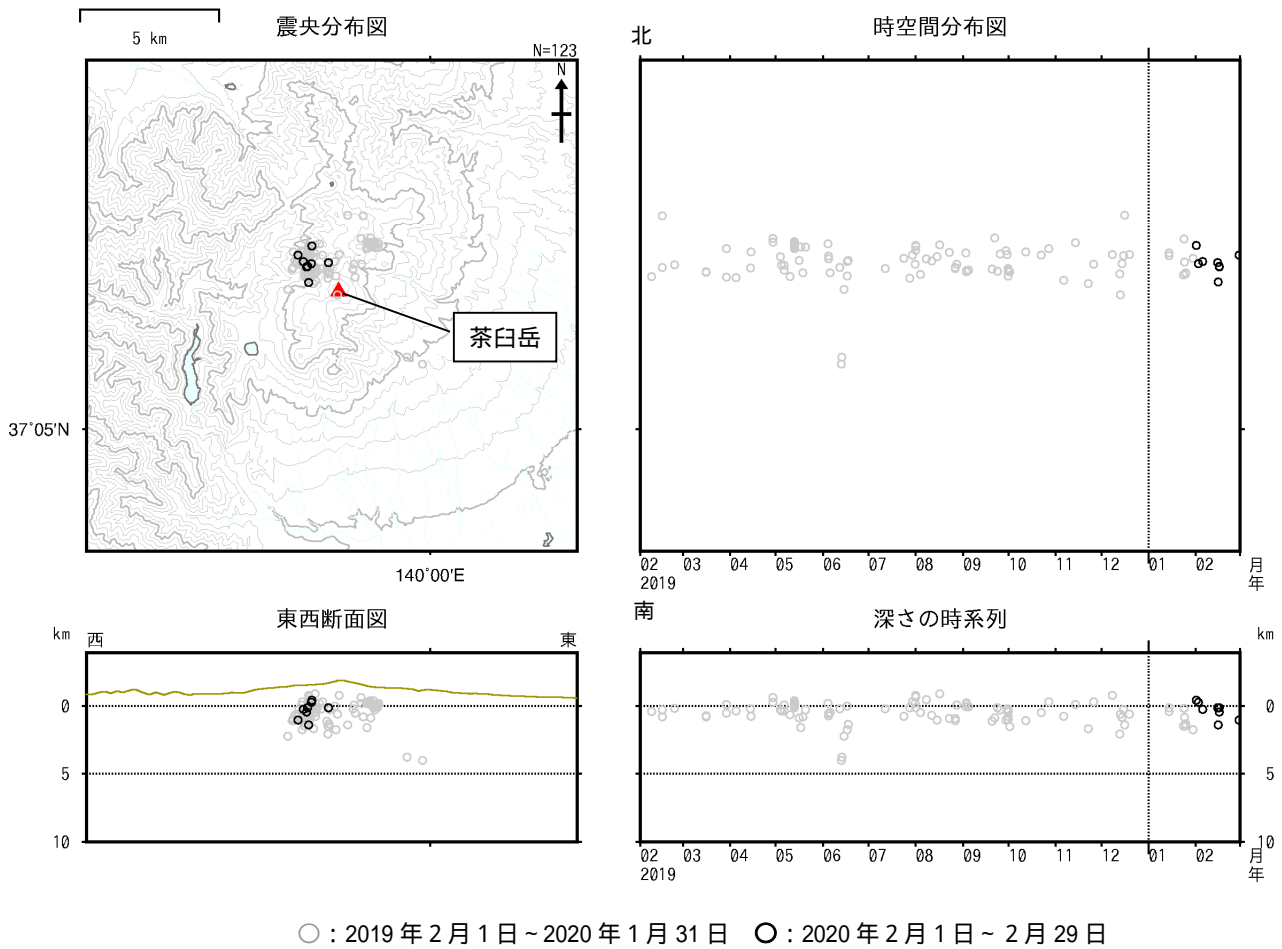 5 km
震央分布図
N=123
N
茶臼岳
37°05'N
140°00'E
北
時空間分布図
02 03 04 05 06 07 08 09 10 11 12 01 02 月
2019 年
南
東西断面図
km
西
東
0
5
10
深さの時系列
km
0
5
10
02 03 04 05 06 07 08 09 10 11 12 01 02 月
2019 年
○：2019 年 2 月 1 日 ~ 2020 年 1 月 31 日 ○：2020 年 2 月 1 日 ~ 2 月 29 日